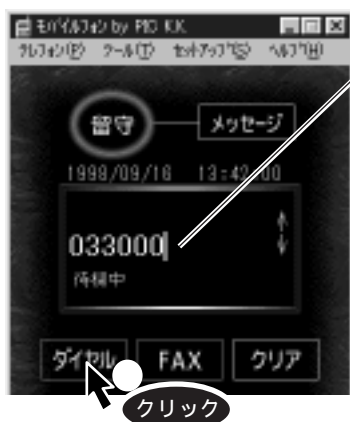 モバイルフォン by PIC K.K.
テレフォン(P) ツール(T) セットアップ(S) ヘルプ(H)
留守 メッセージ
1998/09/16 13:42:00
033000
待機中
ダイヤル FAX クリア
クリック